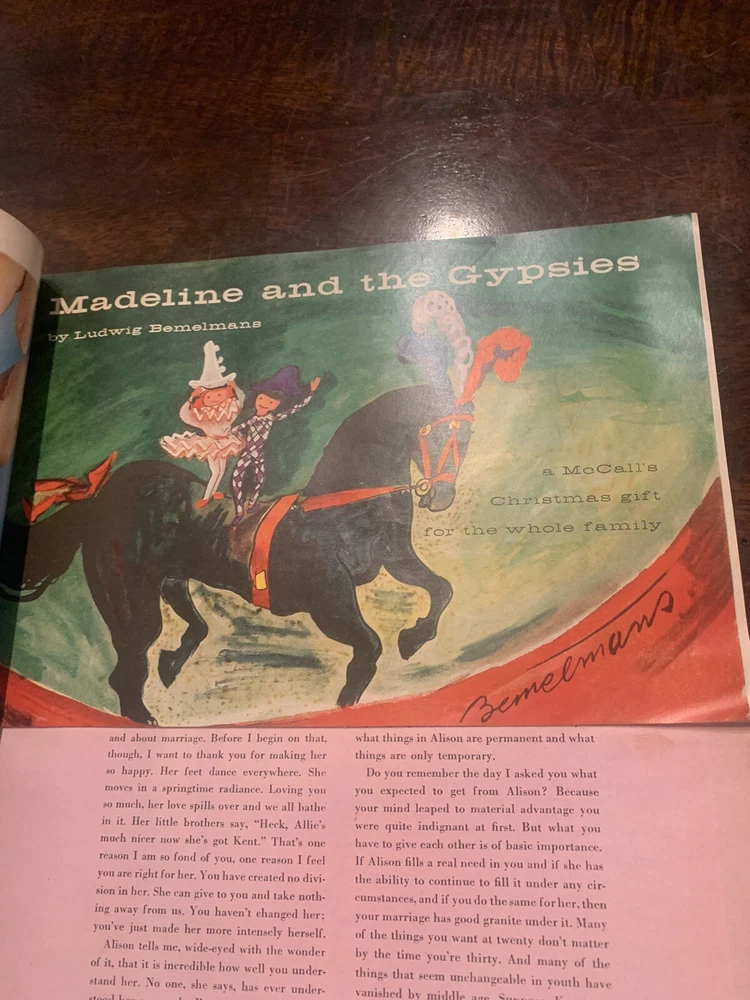 Madeline and the Gypsies
by Ludwig Bemelmans
a McCall's
Christmas gift
for the whole family
Bemelmans
and about marriage. Before I begin on that,
though, I want to thank you for making her
so happy. Her feet dance everywhere. She
moves in a springtime radiance. Loving you
so much, her love spills over and we all bathe
in it. Her little brothers say, “Heck, Allie's
much nicer now she's got Kent.” That's one
reason I am so fond of you, one reason I feel
you are right for her. You have created no divi-
sion in her. She can give to you and take noth-
ing away from us. You haven't changed her;
you've just made her more intensely herself.
Alison tells me, wide-eyed with the wonder
of it, that it is incredible how well you under-
stand her. No one, she says, has ever under-
stood her
what things in Alison are permanent and what
things are only temporary.
Do you remember the day I asked you what
you expected to get from Alison? Because
your mind leaped to material advantage you
were quite indignant at first. But what you
have to give each other is of basic importance.
If Alison fills a real need in you and if she has
the ability to continue to fill it under any cir-
cumstances, and if you do the same for her, then
your marriage has good granite under it. Many
of the things you want at twenty don't matter
by the time you're thirty. And many of the
things that seem unchangeable in youth have
vanished by middle age.